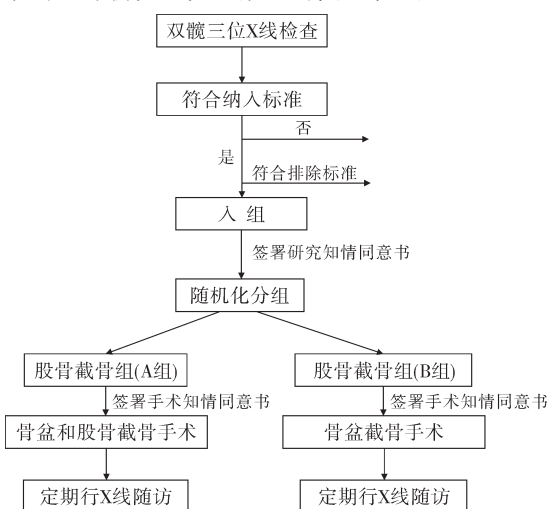 双髋三位X线检查
符合纳入标准
否
是
符合排除标准
入 组
签署研究知情同意书
随机化分组
股骨截骨组(A组)
股骨截骨组(B组)
签署手术知情同意书
签署手术知情同意书
骨盆和股骨截骨手术
骨盆截骨手术
定期行X线随访
定期行X线随访